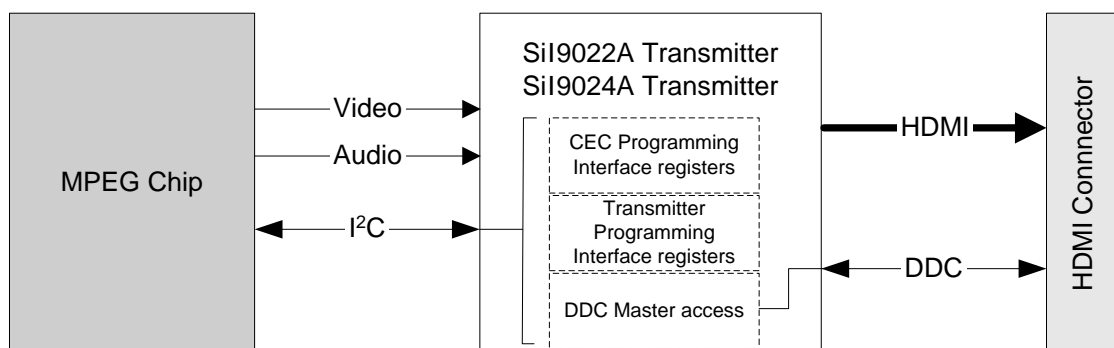 MPEG Chip
Video
Audio
I²C
SiI9022A Transmitter
SiI9024A Transmitter
CEC Programming
Interface registers
Transmitter
Programming
Interface registers
DDC Master access
HDMI
DDC
HDMI Connnector